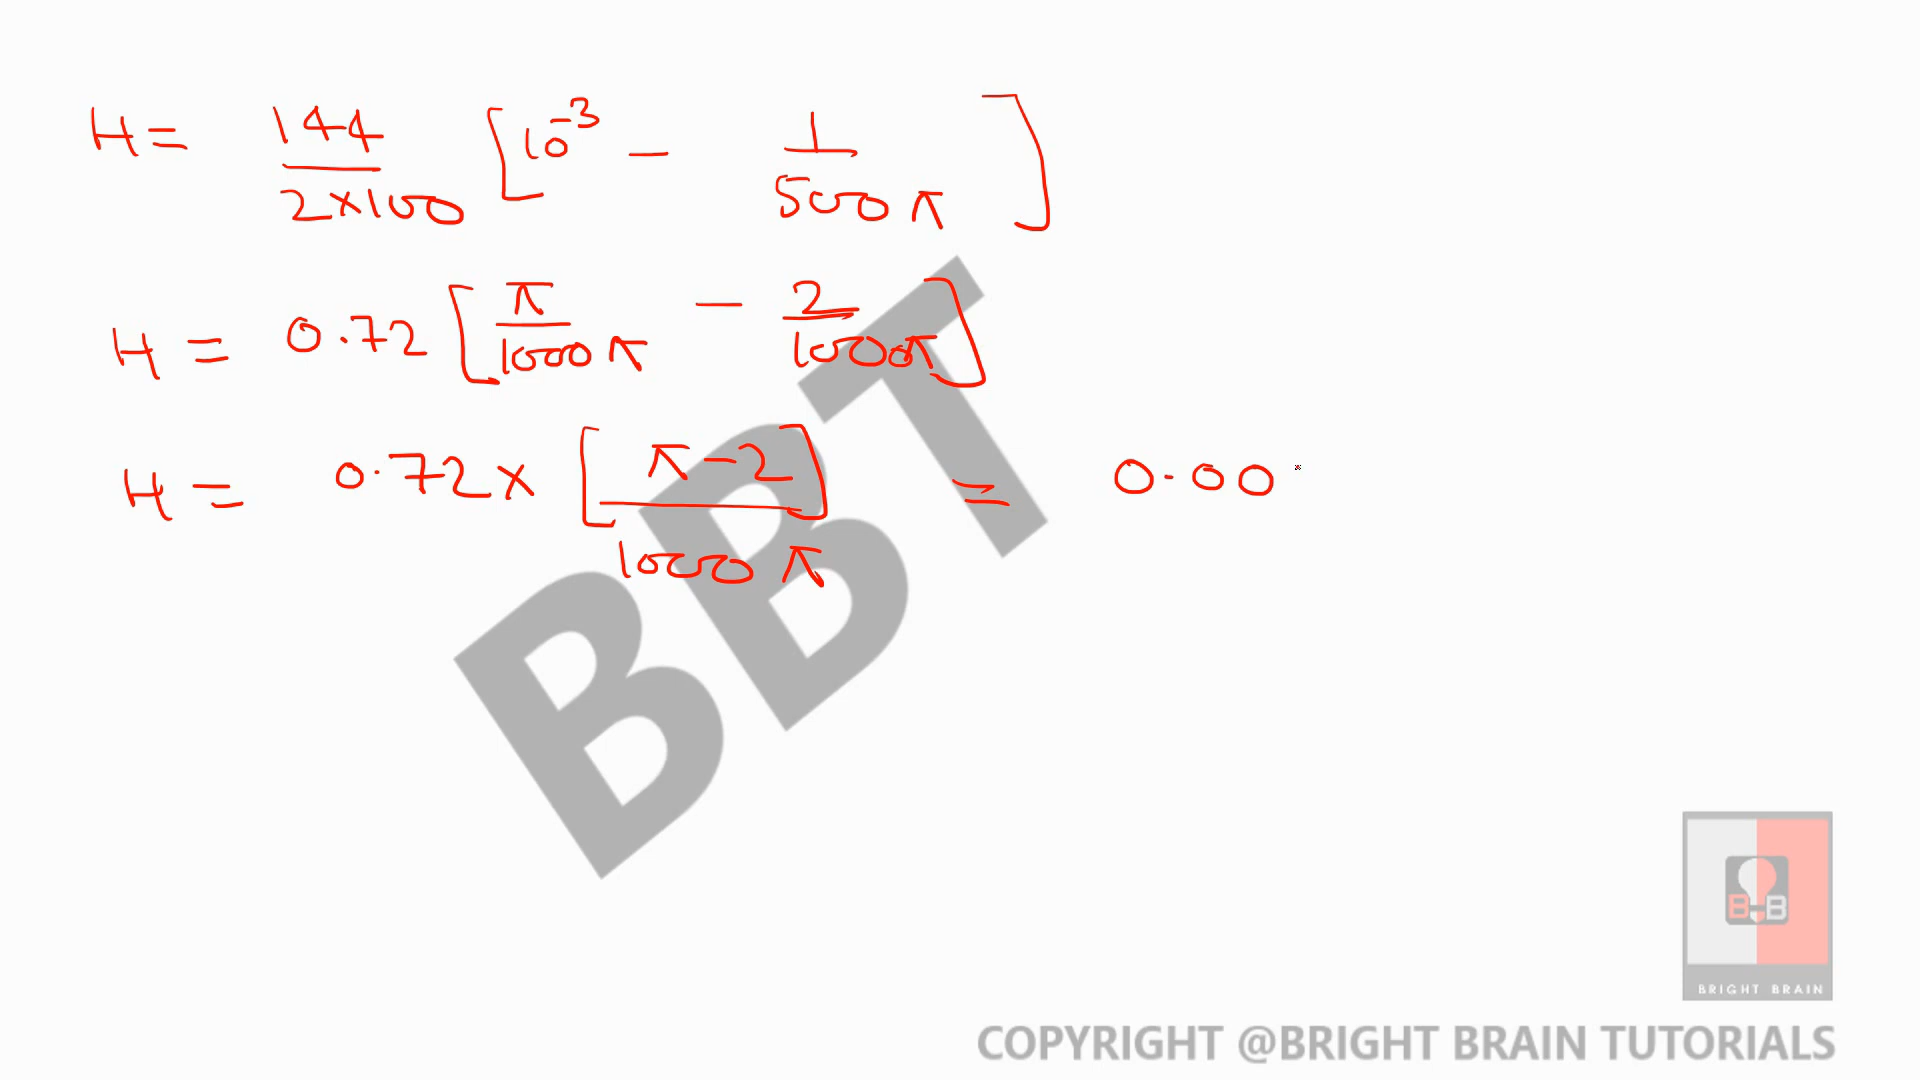 H = 144/2×100 [10⁻³ − 1/500π]
H = 0.72 [π/1000π − 2/1000π]
H = 0.72 × [π−2]/1000π = 0.00
BBT
B-B
BRIGHT BRAIN
COPYRIGHT @BRIGHT BRAIN TUTORIALS